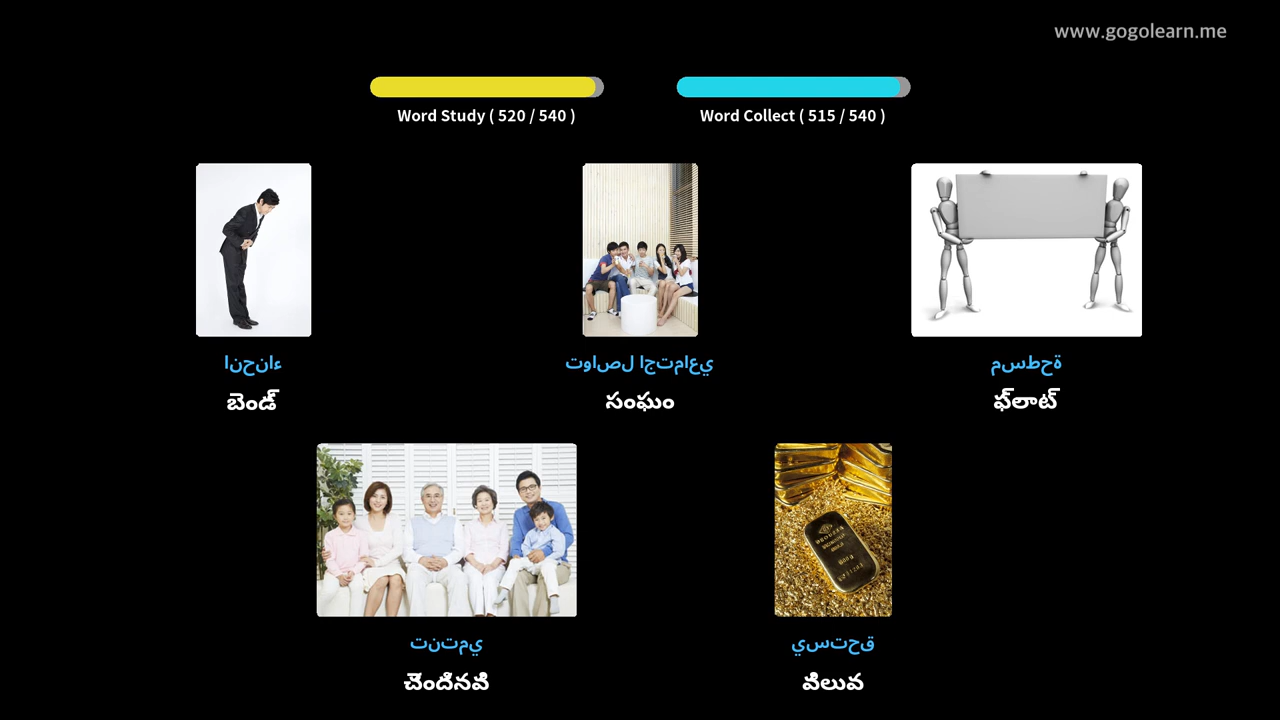 www.gogolearn.me
Word Study ( 520 / 540 )
Word Collect ( 515 / 540 )
انحناء
تواصل اجتماعي
مسطحة
బెండ్
సంఘం
ఫ్లాట్
تنتمي
يستحق
చెందినవి
విలువ